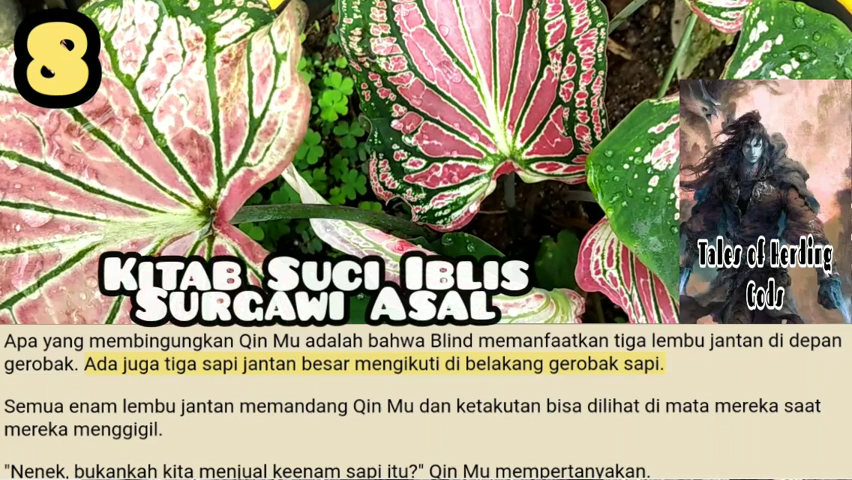 8
Tales of Herding
Gods
Kitab Suci Iblis
Surgawi Asal
Apa yang membingungkan Qin Mu adalah bahwa Blind memanfaatkan tiga lembu jantan di depan
gerobak. Ada juga tiga sapi jantan besar mengikuti di belakang gerobak sapi.
Semua enam lembu jantan memandang Qin Mu dan ketakutan bisa dilihat di mata mereka saat
mereka menggigil.
"Nenek, bukankah kita menjual keenam sapi itu?" Qin Mu mempertanyakan.